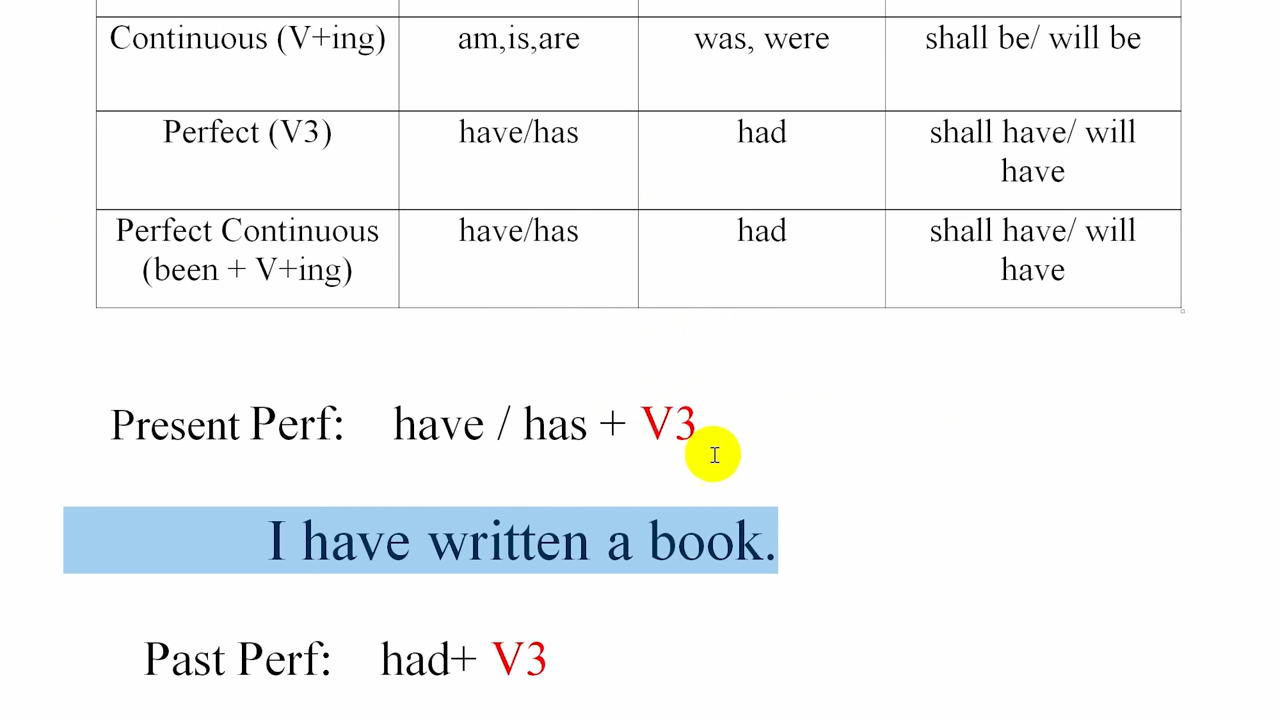 Continuous (V+ing) am,is,are was, were shall be/ will be
Perfect (V3) have/has had shall have/ will
have
Perfect Continuous have/has had shall have/ will
(been + V+ing) have
Present Perf: have / has + V3
I have written a book.
Past Perf: had+ V3